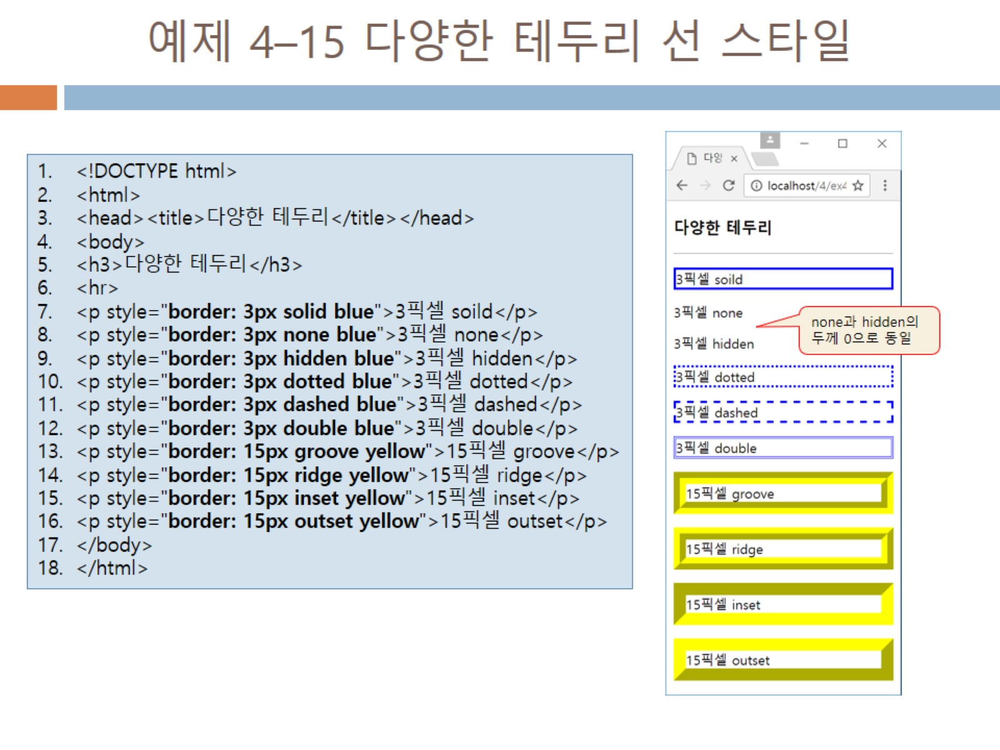 예제 4–15 다양한 테두리 선 스타일
1. <!DOCTYPE html>
2. <html>
3. <head><title>다양한 테두리</title></head>
4. <body>
5. <h3>다양한 테두리</h3>
6. <hr>
7. <p style="border: 3px solid blue">3픽셀 soild</p>
8. <p style="border: 3px none blue">3픽셀 none</p>
9. <p style="border: 3px hidden blue">3픽셀 hidden</p>
10. <p style="border: 3px dotted blue">3픽셀 dotted</p>
11. <p style="border: 3px dashed blue">3픽셀 dashed</p>
12. <p style="border: 3px double blue">3픽셀 double</p>
13. <p style="border: 15px groove yellow">15픽셀 groove</p>
14. <p style="border: 15px ridge yellow">15픽셀 ridge</p>
15. <p style="border: 15px inset yellow">15픽셀 inset</p>
16. <p style="border: 15px outset yellow">15픽셀 outset</p>
17. </body>
18. </html>
다양
localhost/4/ex4
다양한 테두리
3픽셀 soild
3픽셀 none
none과 hidden의
두께 0으로 동일
3픽셀 hidden
3픽셀 dotted
3픽셀 dashed
3픽셀 double
15픽셀 groove
15픽셀 ridge
15픽셀 inset
15픽셀 outset